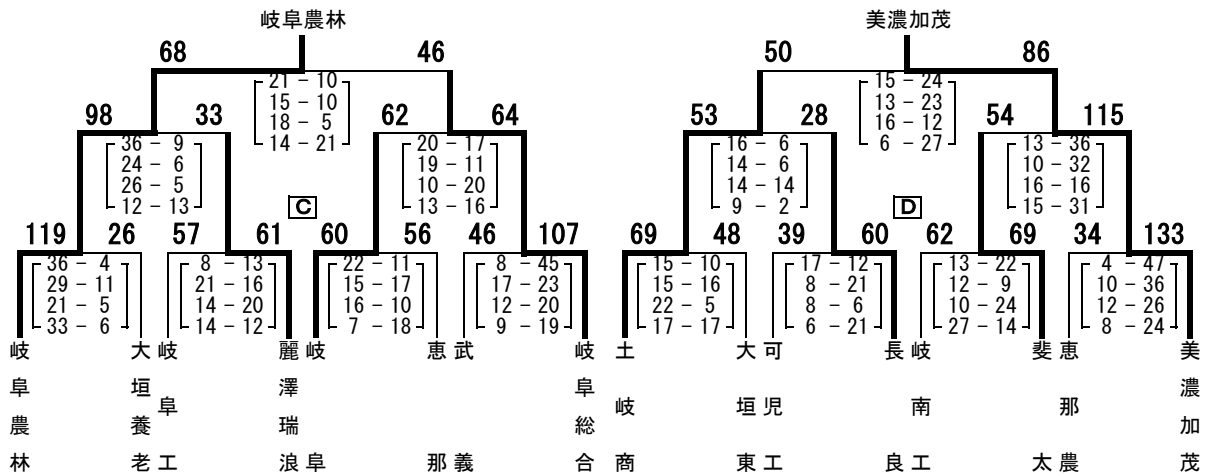 岐阜農林 美濃加茂
68 46 50 86
21 - 10 15 - 24
15 - 10 13 - 23
18 - 5 16 - 12
14 - 21 6 - 27
98 33 62 64 53 28 54 115
36 - 9 20 - 17 16 - 6 13 - 36
24 - 6 19 - 11 14 - 6 10 - 32
26 - 5 10 - 20 14 - 14 16 - 16
12 - 13 13 - 16 9 - 2 15 - 31
C D
119 26 57 61 60 56 46 107 69 48 39 60 62 69 34 133
36 - 4 8 - 13 22 - 11 8 - 45 15 - 10 17 - 12 13 - 22 4 - 47
29 - 11 21 - 16 15 - 17 17 - 23 15 - 16 8 - 21 12 - 9 10 - 36
21 - 5 14 - 20 16 - 10 12 - 20 22 - 5 8 - 6 10 - 24 12 - 26
33 - 6 14 - 12 7 - 18 9 - 19 17 - 17 6 - 21 27 - 14 8 - 24
岐阜農林 大垣養老 岐阜工 麗澤瑞浪 岐阜 恵那 武義 岐阜総合 土岐商 大垣東 可児工 長良 岐南工 斐太 恵那農 美濃加茂